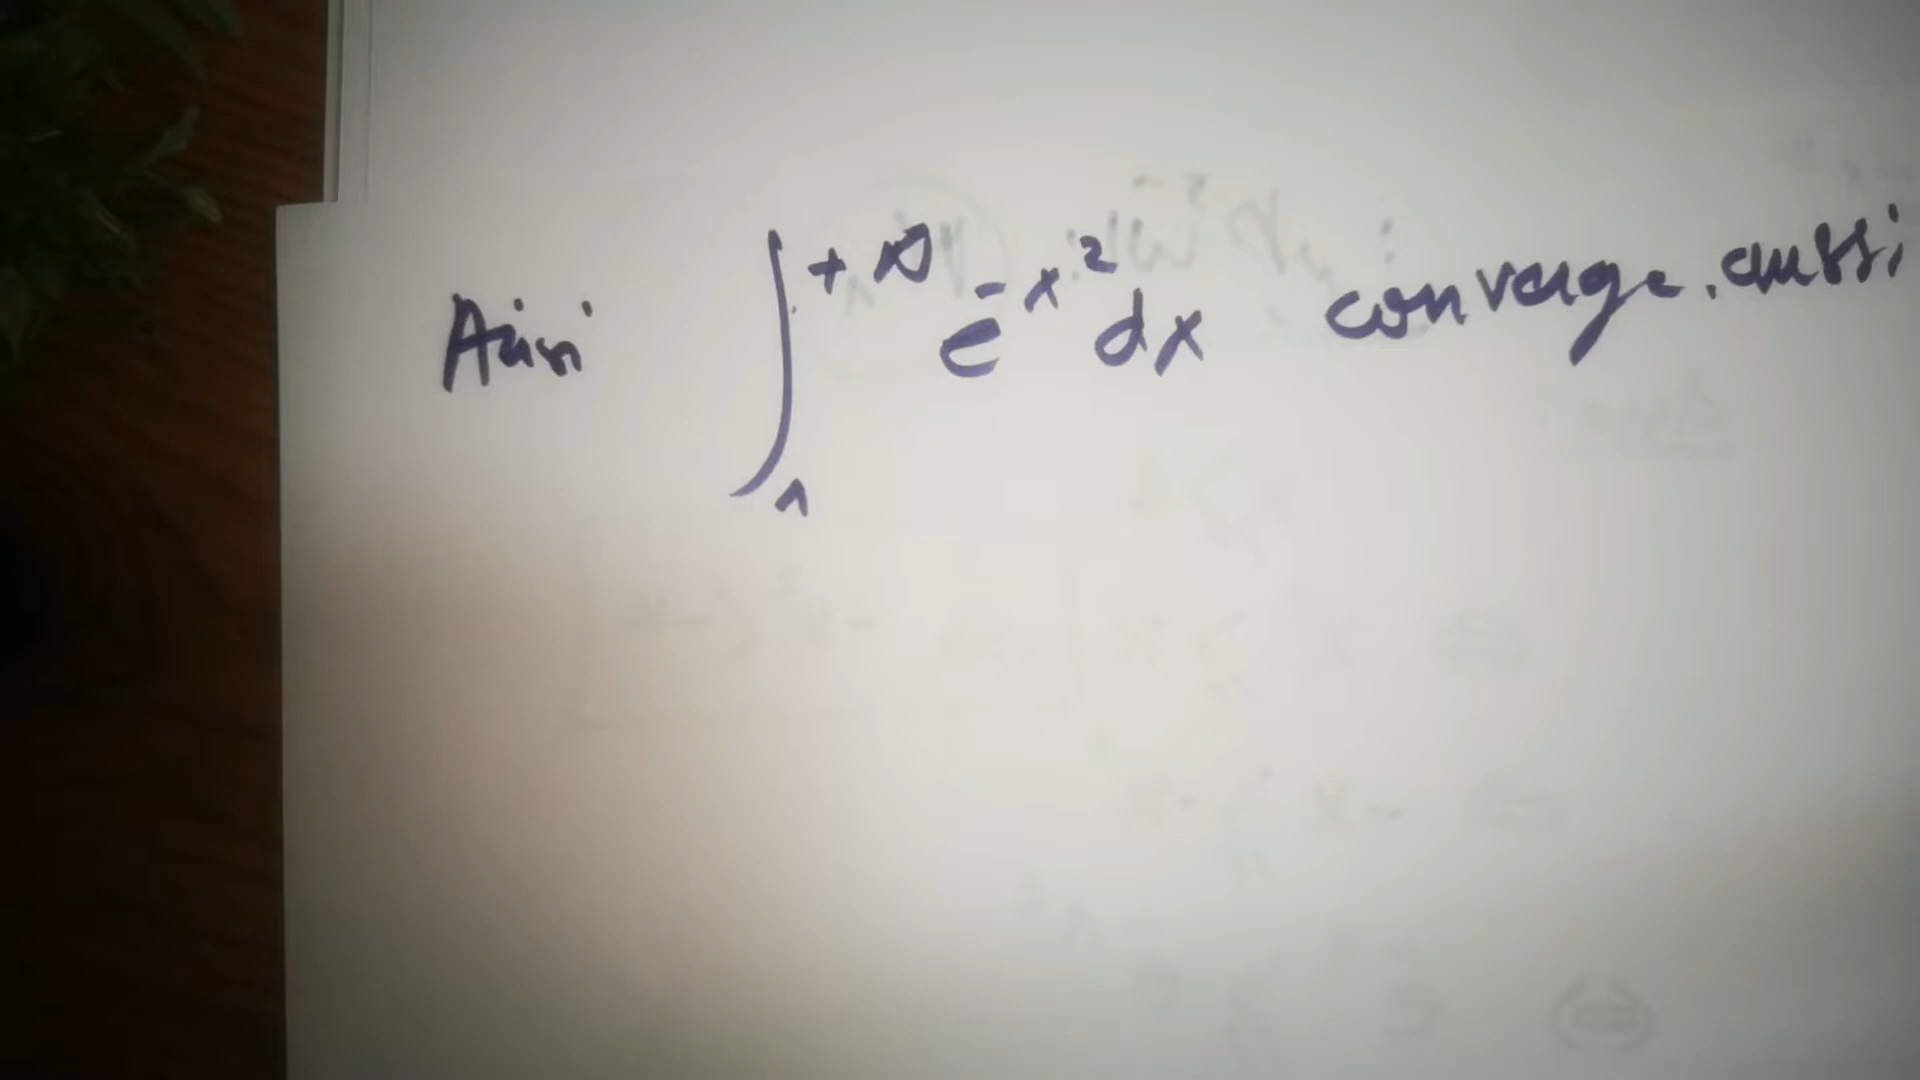 Ainsi ∫₁^{+∞} e^{-x²} dx converge. aussi